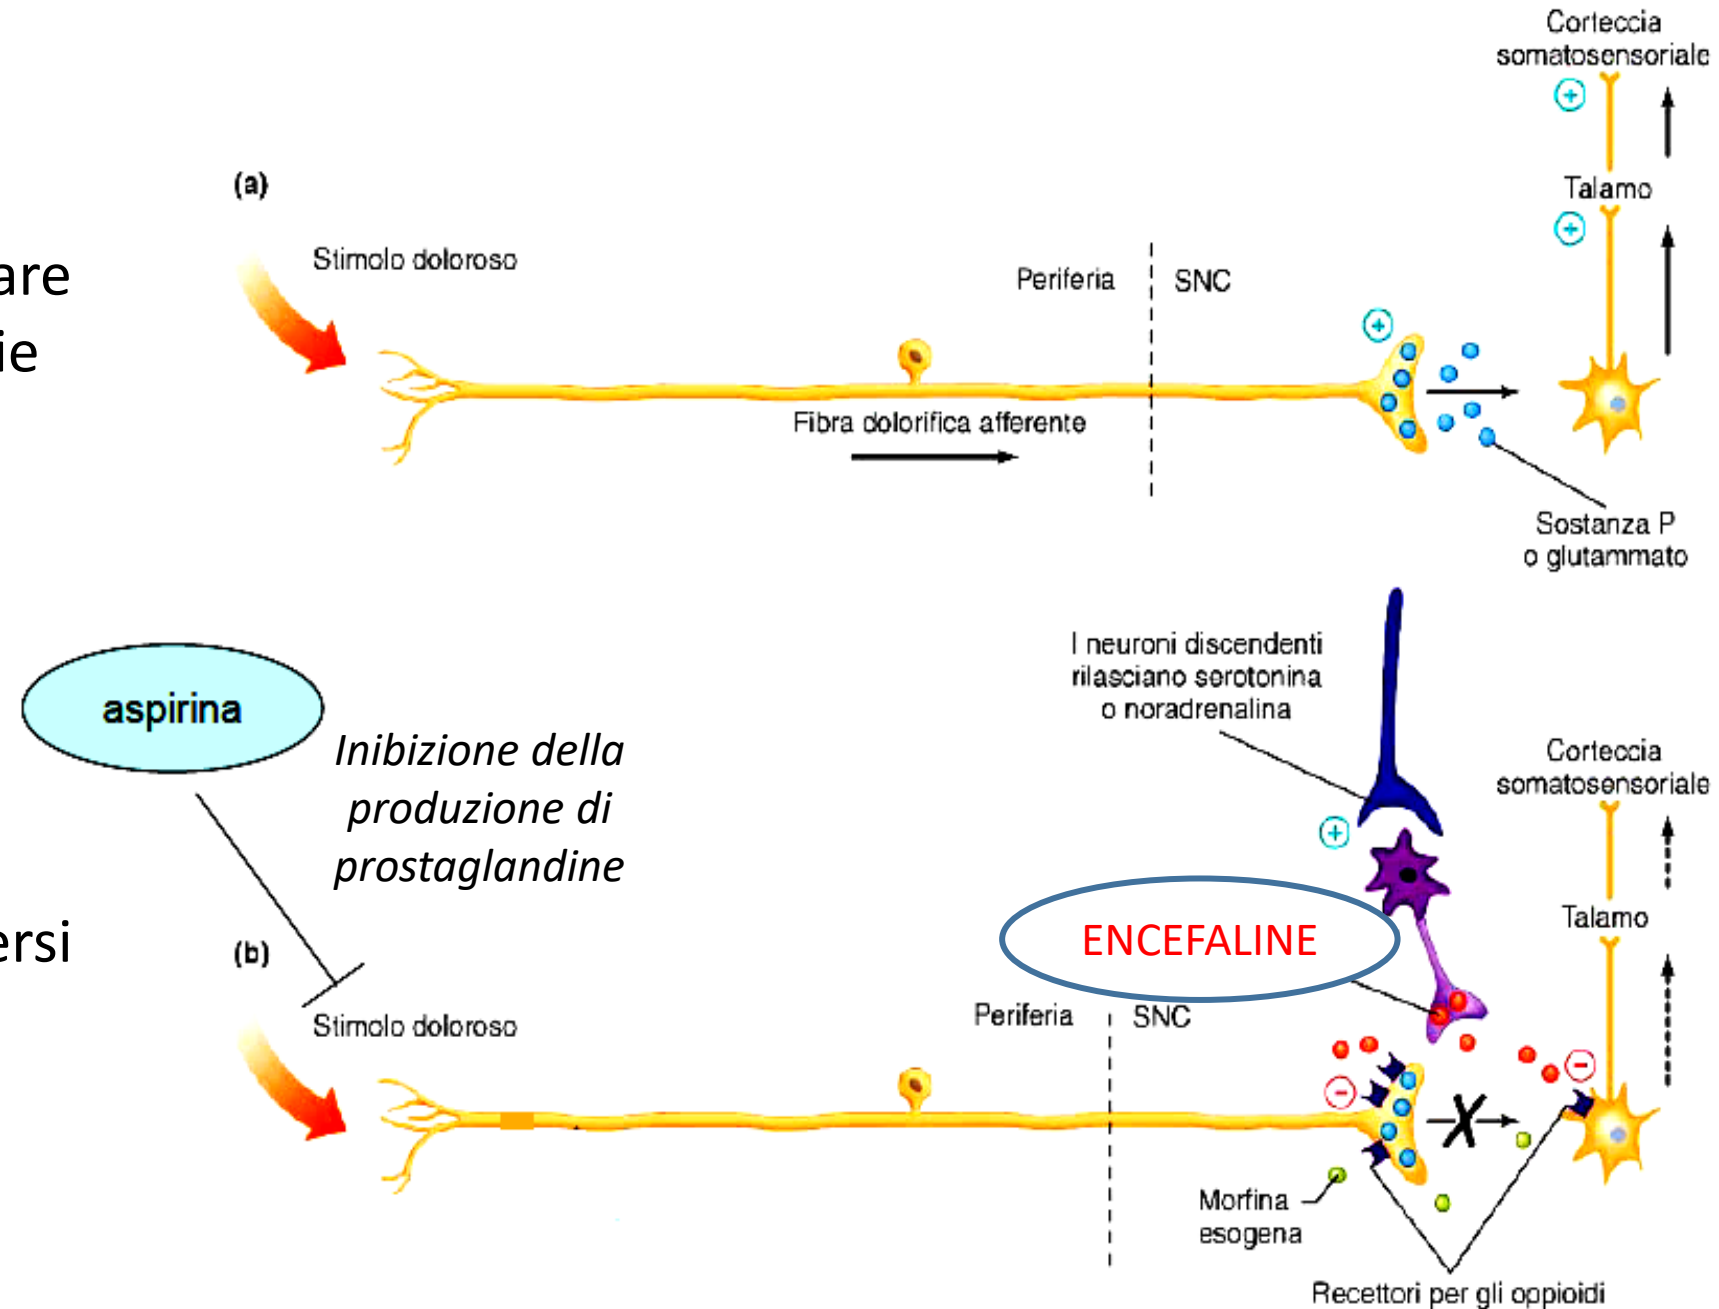 Corteccia
somatosensoriale
(a)
Talamo
Stimolo doloroso
Periferia
SNC
are
ie
Fibra dolorifica afferente
Sostanza P
o glutammato
I neuroni discendenti
rilasciano serotonina
o noradrenalina
aspirina
Inibizione della
produzione di
prostaglandine
Corteccia
somatosensoriale
ersi
(b)
ENCEFALINE
Talamo
Stimolo doloroso
Periferia
SNC
Morfina
esogena
Recettori per gli oppioidi